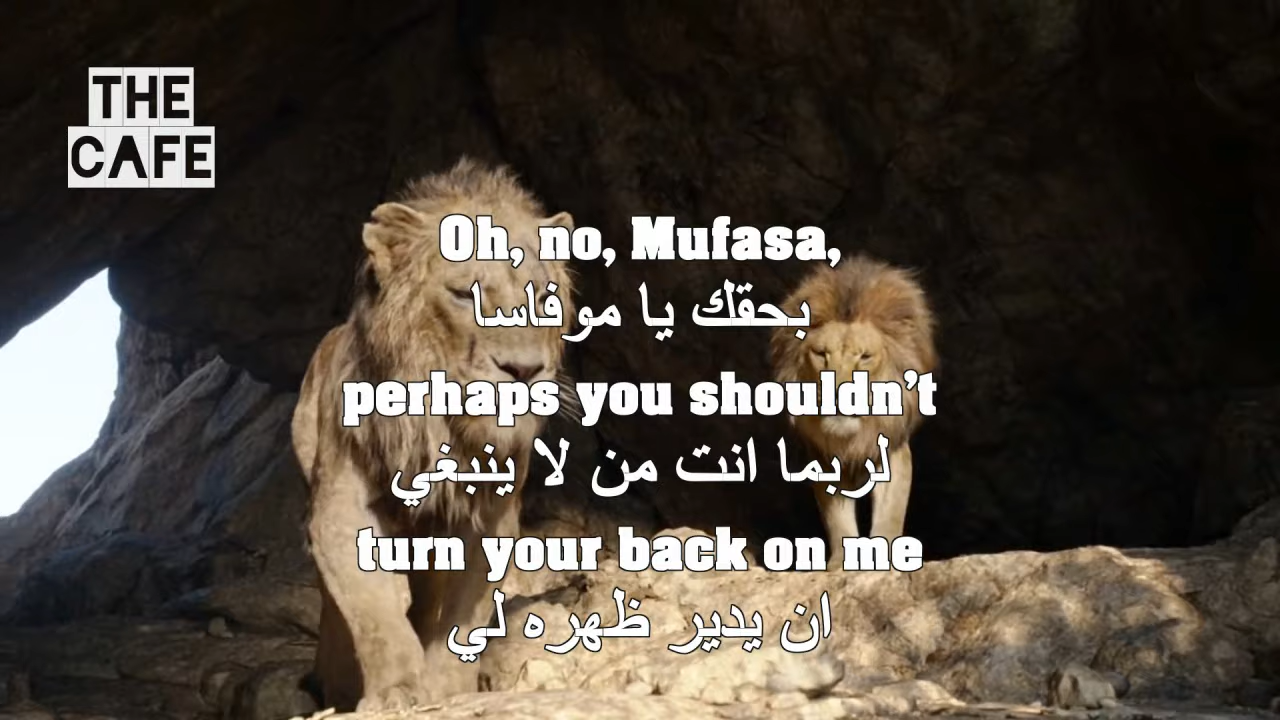 THE
CAFE
Oh, no, Mufasa,
بحقك يا موفاسا
perhaps you shouldn't
لربما انت من لا ينبغي
turn your back on me
ان يدير ظهره لي